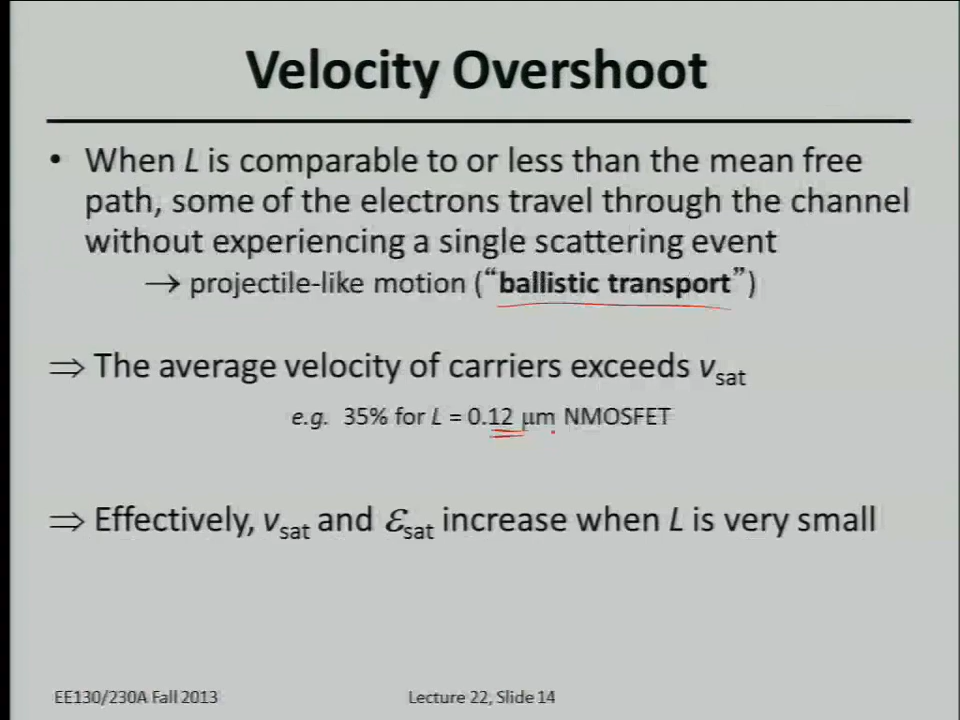 Velocity Overshoot
• When L is comparable to or less than the mean free
path, some of the electrons travel through the channel
without experiencing a single scattering event
→ projectile-like motion (“ballistic transport”)
⇒ The average velocity of carriers exceeds vsat
e.g. 35% for L = 0.12 μm NMOSFET
⇒ Effectively, vsat and ℰsat increase when L is very small
EE130/230A Fall 2013
Lecture 22, Slide 14